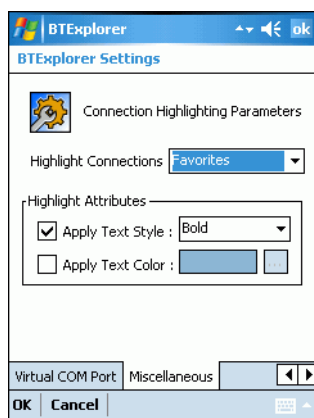 BTExplorer ok
BTExplorer Settings
Connection Highlighting Parameters
Highlight Connections Favorites
Highlight Attributes
Apply Text Style : Bold
Apply Text Color : ...
Virtual COM Port Miscellaneous
OK Cancel